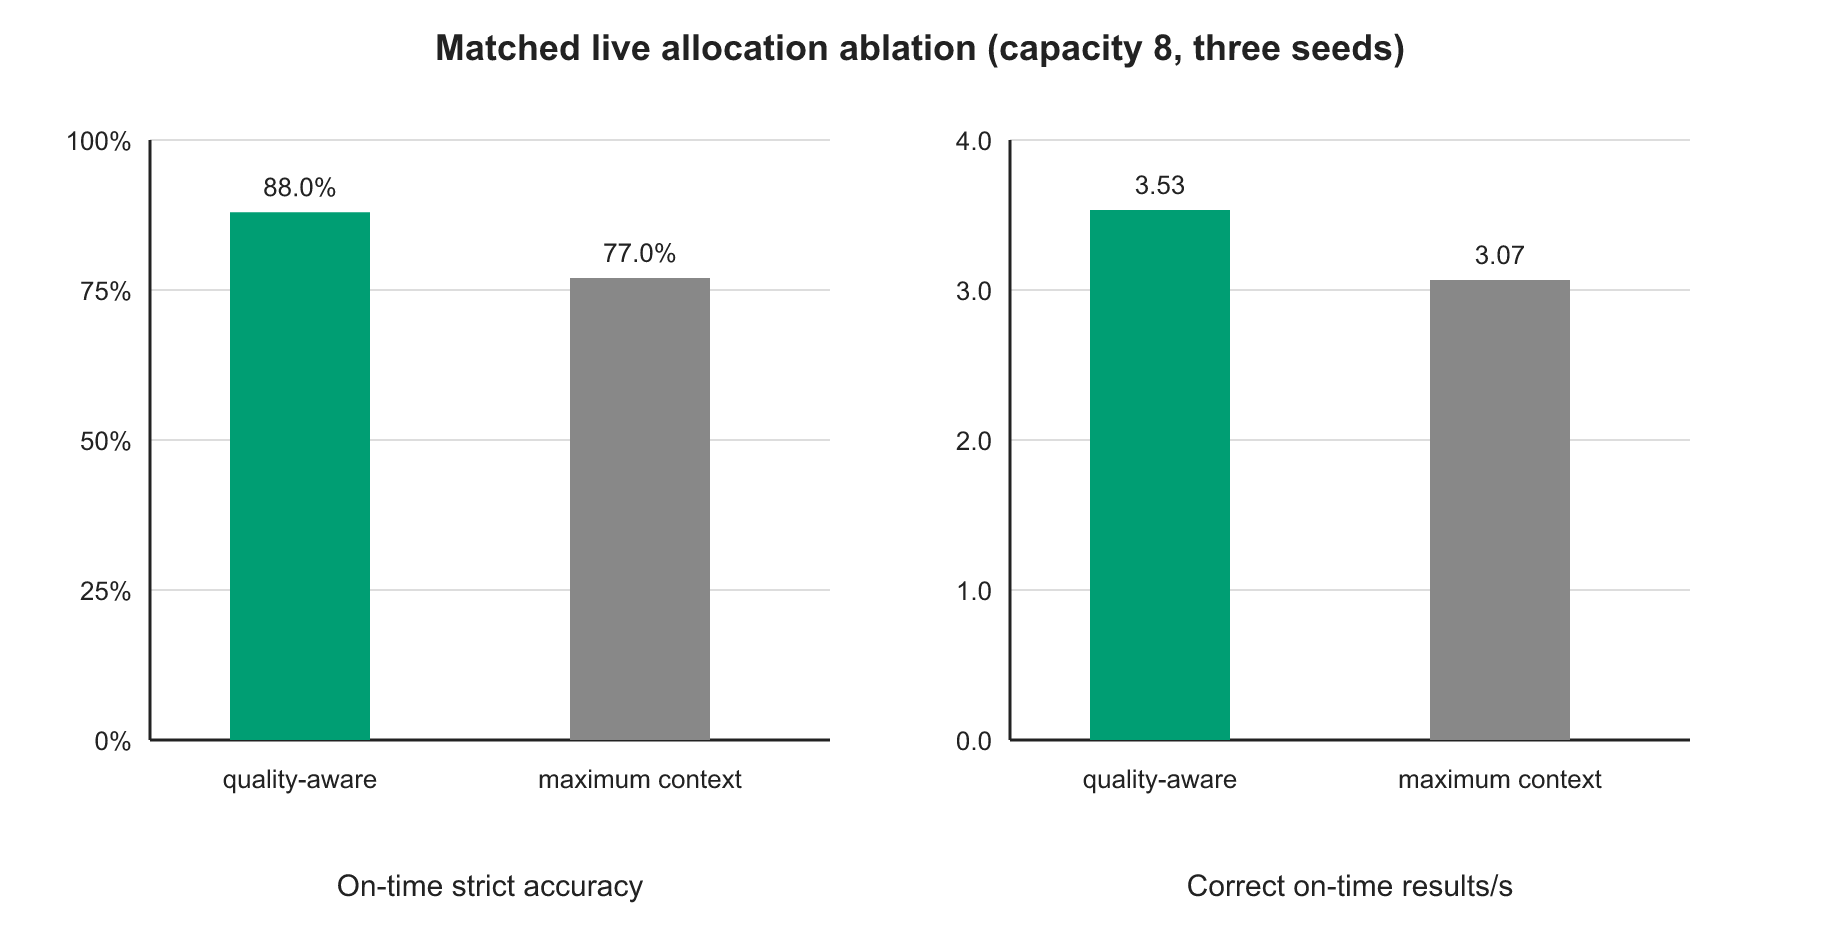 Matched live allocation ablation (capacity 8, three seeds)
100%
75%
50%
25%
0%
88.0%
77.0%
quality-aware
maximum context
On-time strict accuracy
4.0
3.0
2.0
1.0
0.0
3.53
3.07
quality-aware
maximum context
Correct on-time results/s